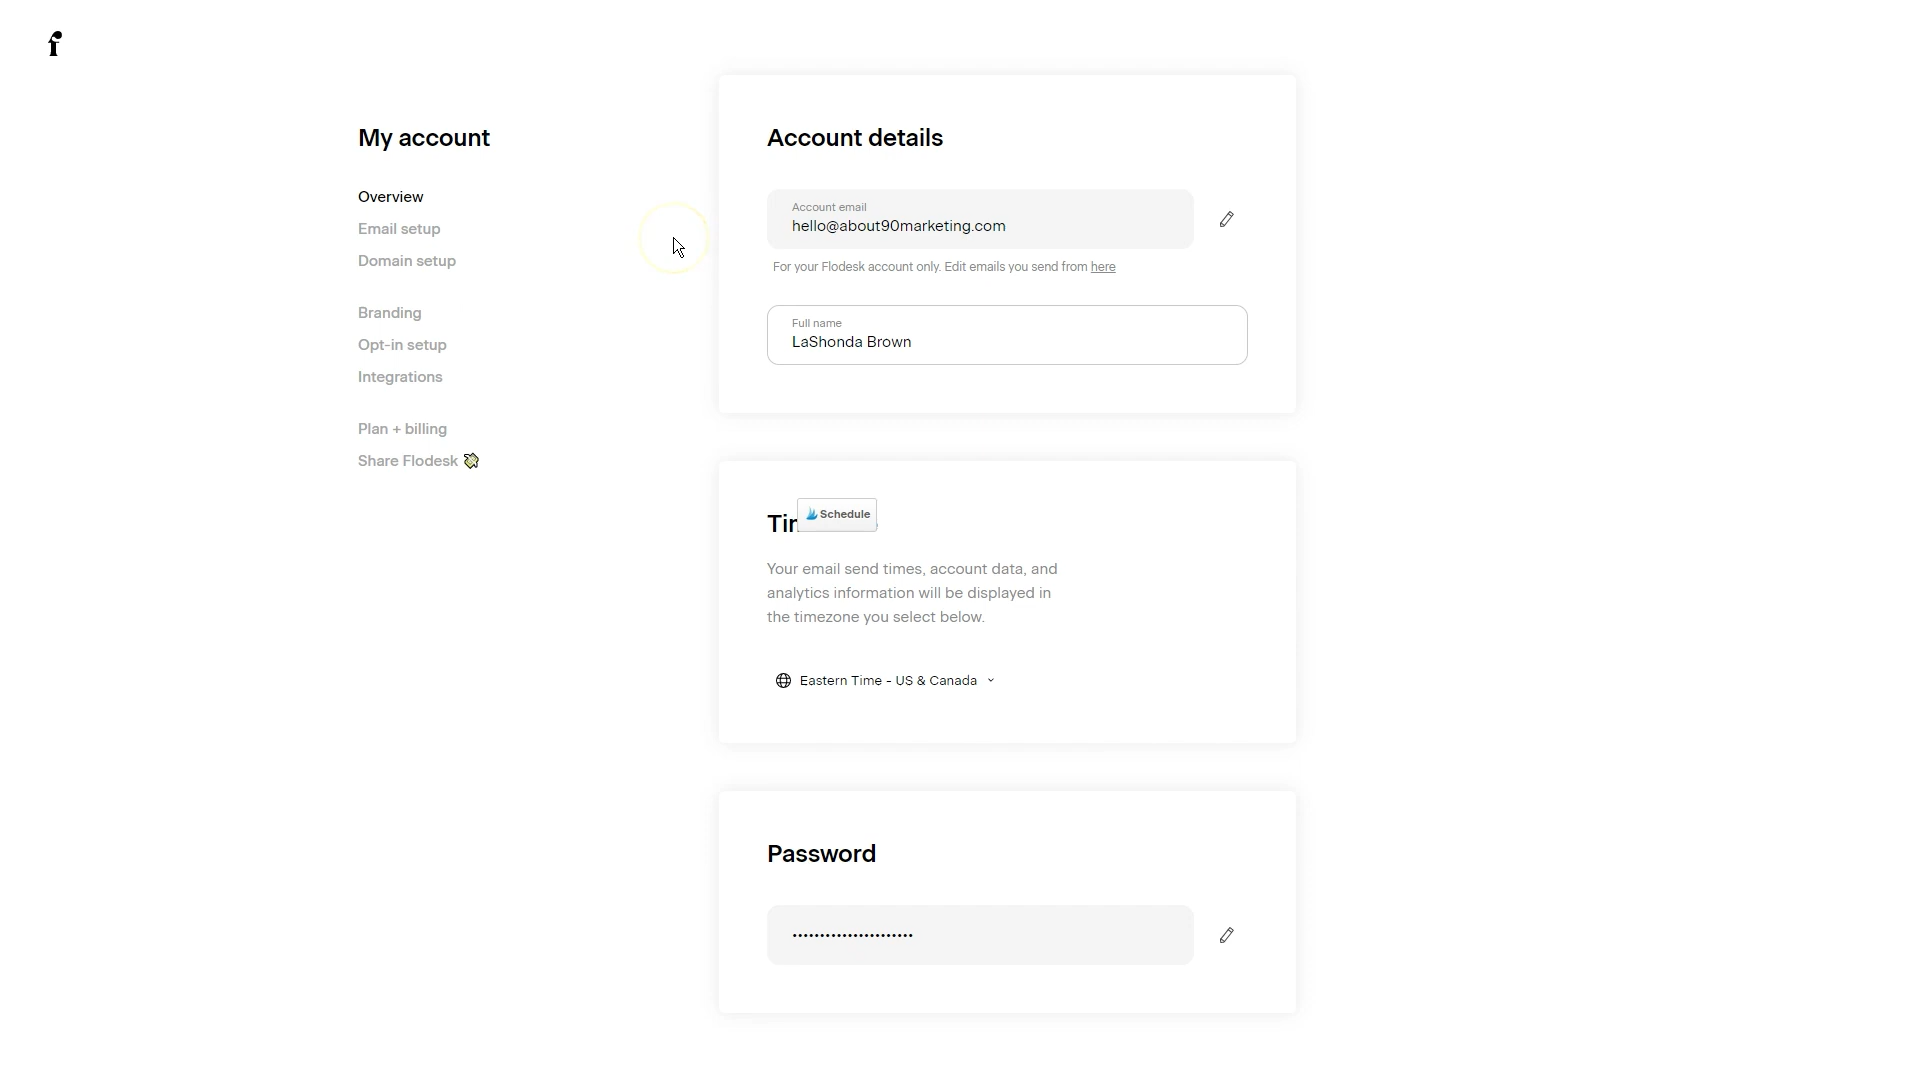 f
My account
Overview
Email setup
Domain setup
Branding
Opt-in setup
Integrations
Plan + billing
Share Flodesk
Account details
Account email
hello@about90marketing.com
For your Flodesk account only. Edit emails you send from here
Full name
LaShonda Brown
Schedule
Your email send times, account data, and
analytics information will be displayed in
the timezone you select below.
Eastern Time - US & Canada
Password
••••••••••••••••••••••